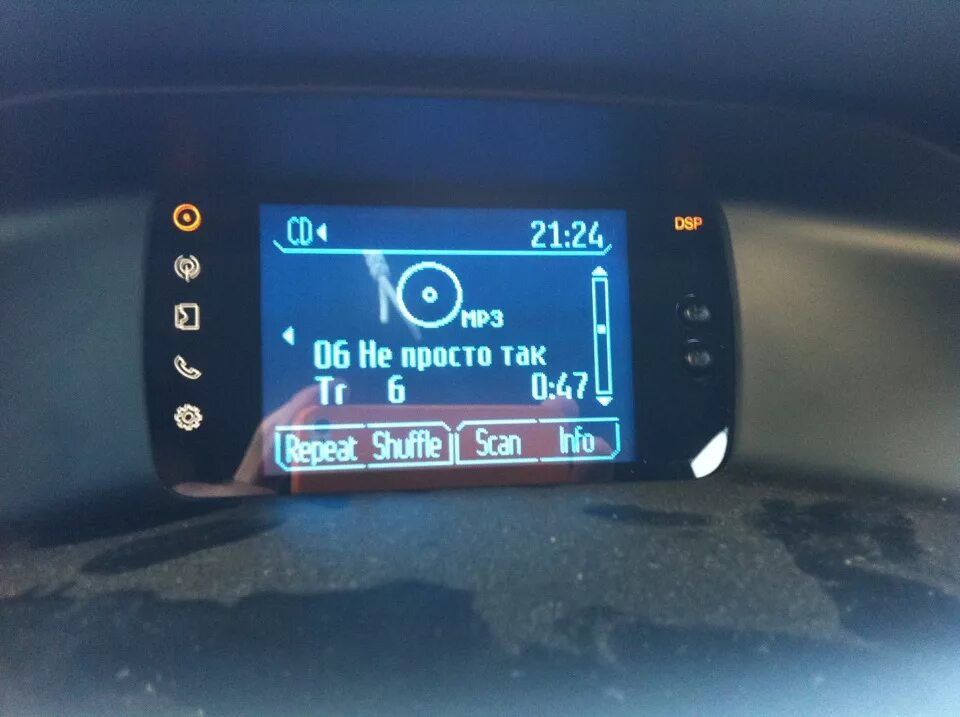 CD 21:24
DSP
MP3
06 Не просто так
Tr 6 0:47
Repeat Shuffle Scan Info